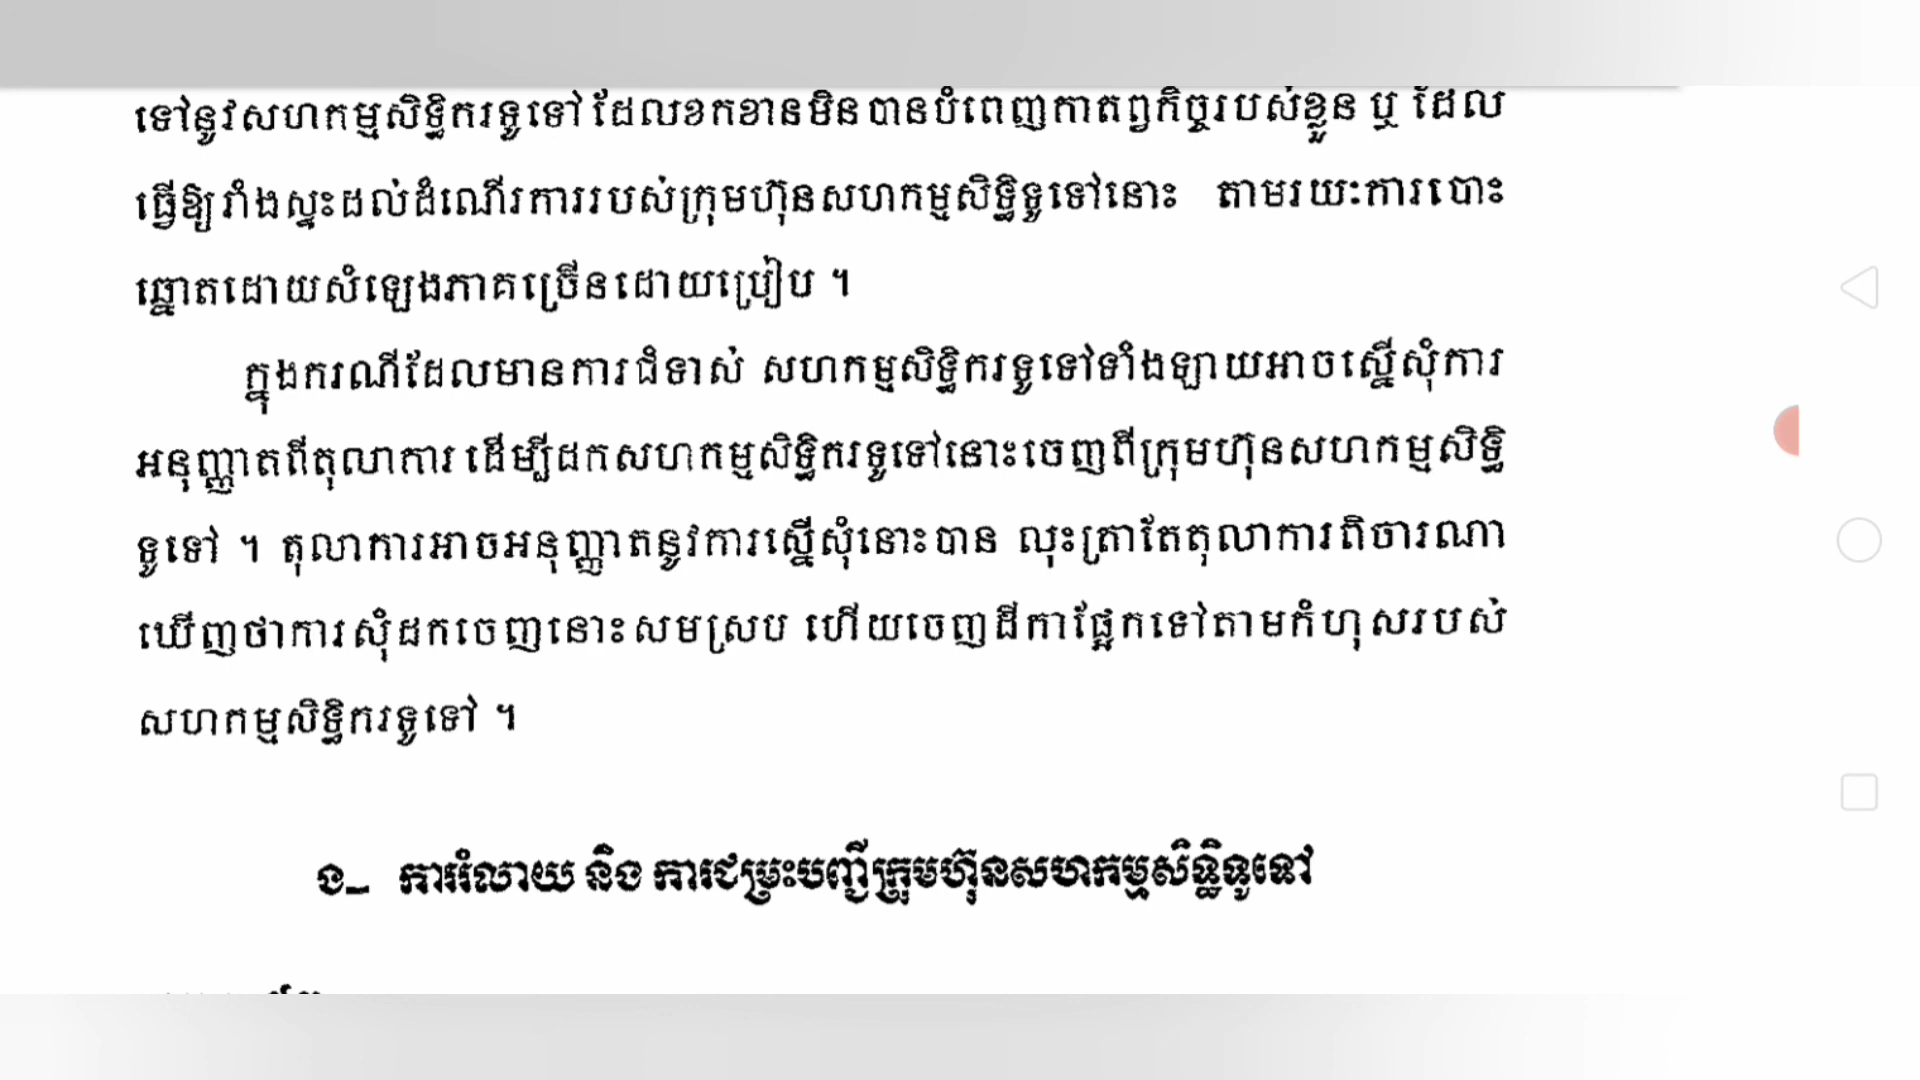 ទៅនូវសហកម្មសិទ្ធិករទូទៅ ដែលខកខានមិនបានបំពេញកាតព្វកិច្ចរបស់ខ្លួន ឬ ដែល
ធ្វើឱ្យរាំងស្ទះដល់ដំណើរការរបស់ក្រុមហ៊ុនសហកម្មសិទ្ធិទូទៅនោះ តាមរយៈការបោះ
ឆ្នោតដោយសំឡេងភាគច្រើនដោយប្រៀប ។
ក្នុងករណីដែលមានការជំទាស់ សហកម្មសិទ្ធិករទូទៅទាំងឡាយអាចស្នើសុំការ
អនុញ្ញាតពីតុលាការ ដើម្បីដកសហកម្មសិទ្ធិករទូទៅនោះចេញពីក្រុមហ៊ុនសហកម្មសិទ្ធិ
ទូទៅ ។ តុលាការអាចអនុញ្ញាតនូវការស្នើសុំនោះបាន លុះត្រាតែតុលាការពិចារណា
ឃើញថាការសុំដកចេញនោះសមស្រប ហើយចេញដីកាផ្អែកទៅតាមកំហុសរបស់
សហកម្មសិទ្ធិករទូទៅ ។
ង_ ការរំលាយ និង ការជម្រះបញ្ជីក្រុមហ៊ុនសហកម្មសិទ្ធិទូទៅ